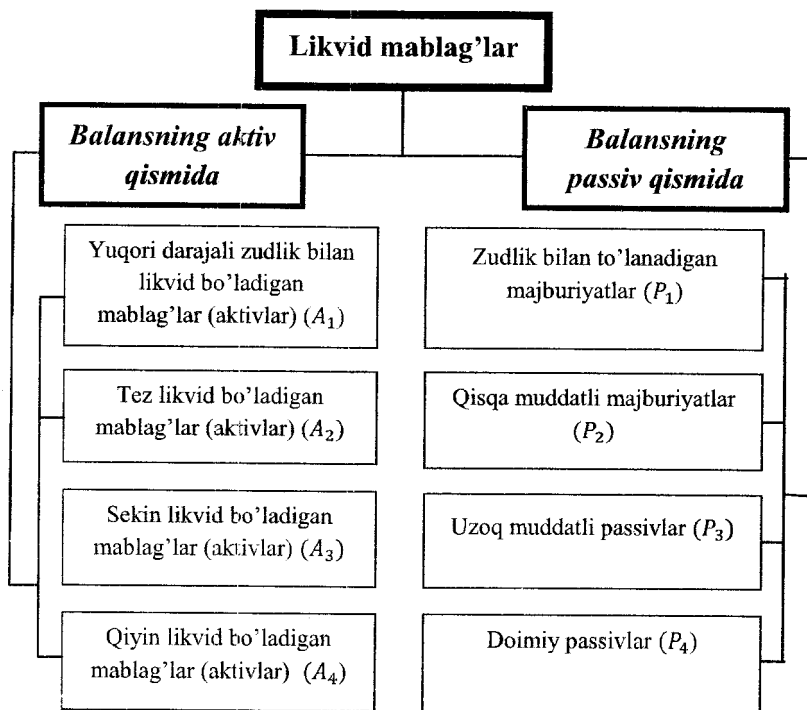 Likvid mablag’lar
Balansning aktiv
qismida
Balansning
passiv qismida
Yuqori darajali zudlik bilan
likvid bo’ladigan
mablag’lar (aktivlar) (A₁)
Tez likvid bo’ladigan
mablag’lar (aktivlar) (A₂)
Sekin likvid bo’ladigan
mablag’lar (aktivlar) (A₃)
Qiyin likvid bo’ladigan
mablag’lar (aktivlar) (A₄)
Zudlik bilan to’lanadigan
majburiyatlar (P₁)
Qisqa muddatli majburiyatlar
(P₂)
Uzoq muddatli passivlar (P₃)
Doimiy passivlar (P₄)